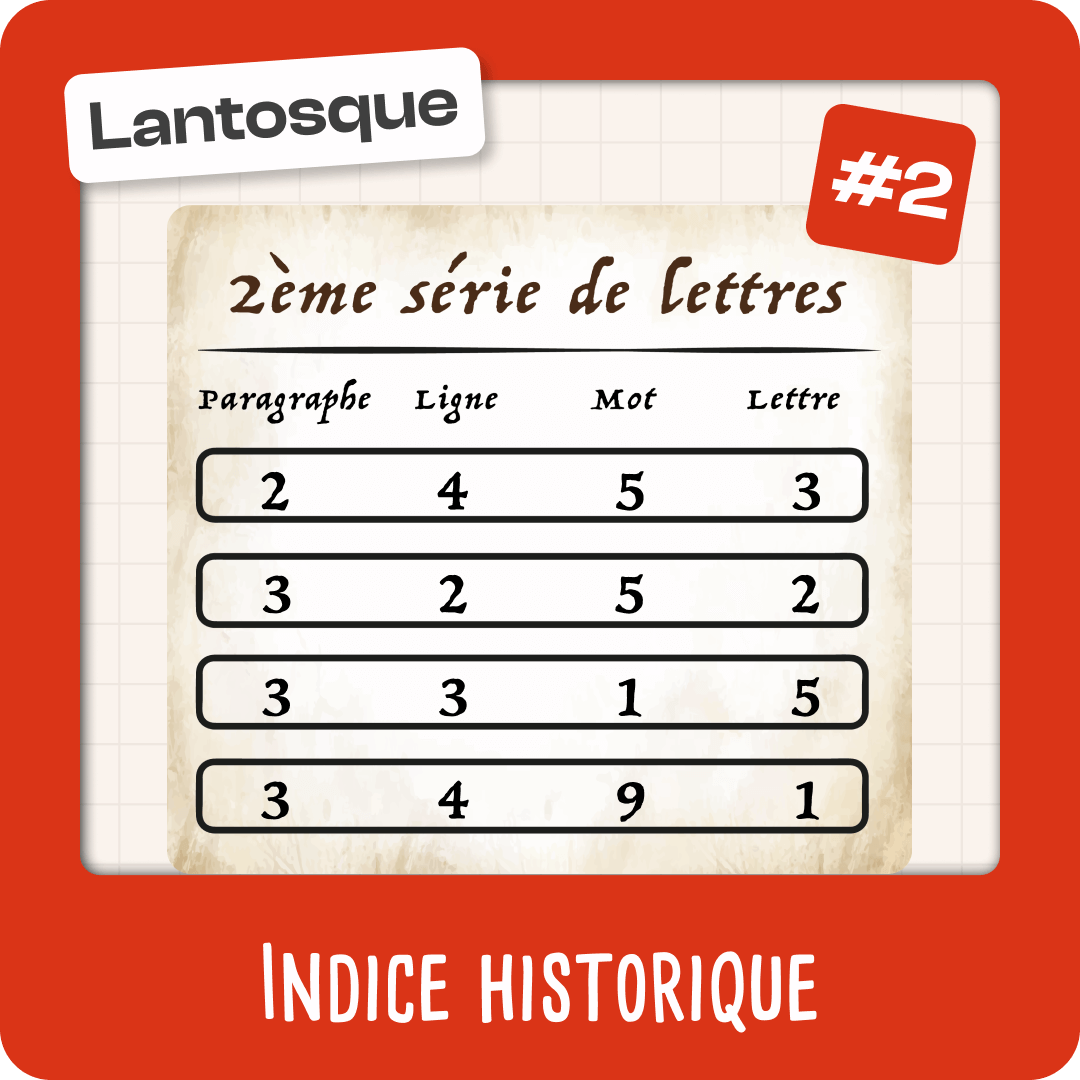 Lantosque
#2
2ème série de lettres
Paragraphe Ligne Mot Lettre
2 4 5 3
3 2 5 2
3 3 1 5
3 4 9 1
INDICE HISTORIQUE